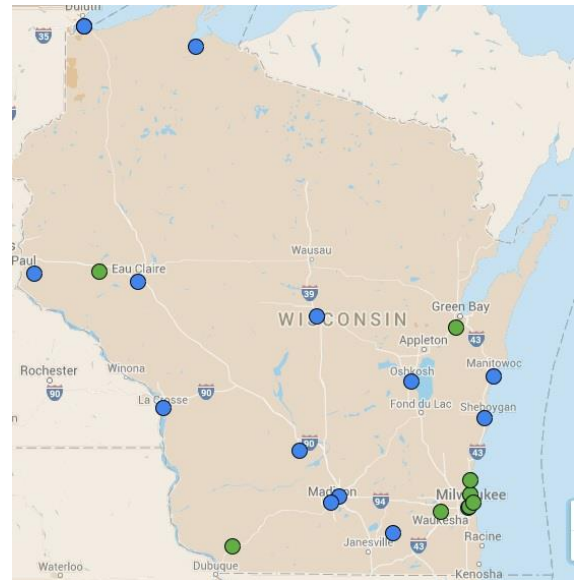 Duluth
35
Paul
Eau Claire
Wausau
39
WISCONSIN
Green Bay
43
Appleton
Rochester
90
Winona
La Crosse
90
Oshkosh
Manitowoc
Fond du Lac
Sheboygan
90
43
Madison
94
Milwaukee
Waukesha
Janesville
43
Racine
Dubuque
Waterloo
Kenosha